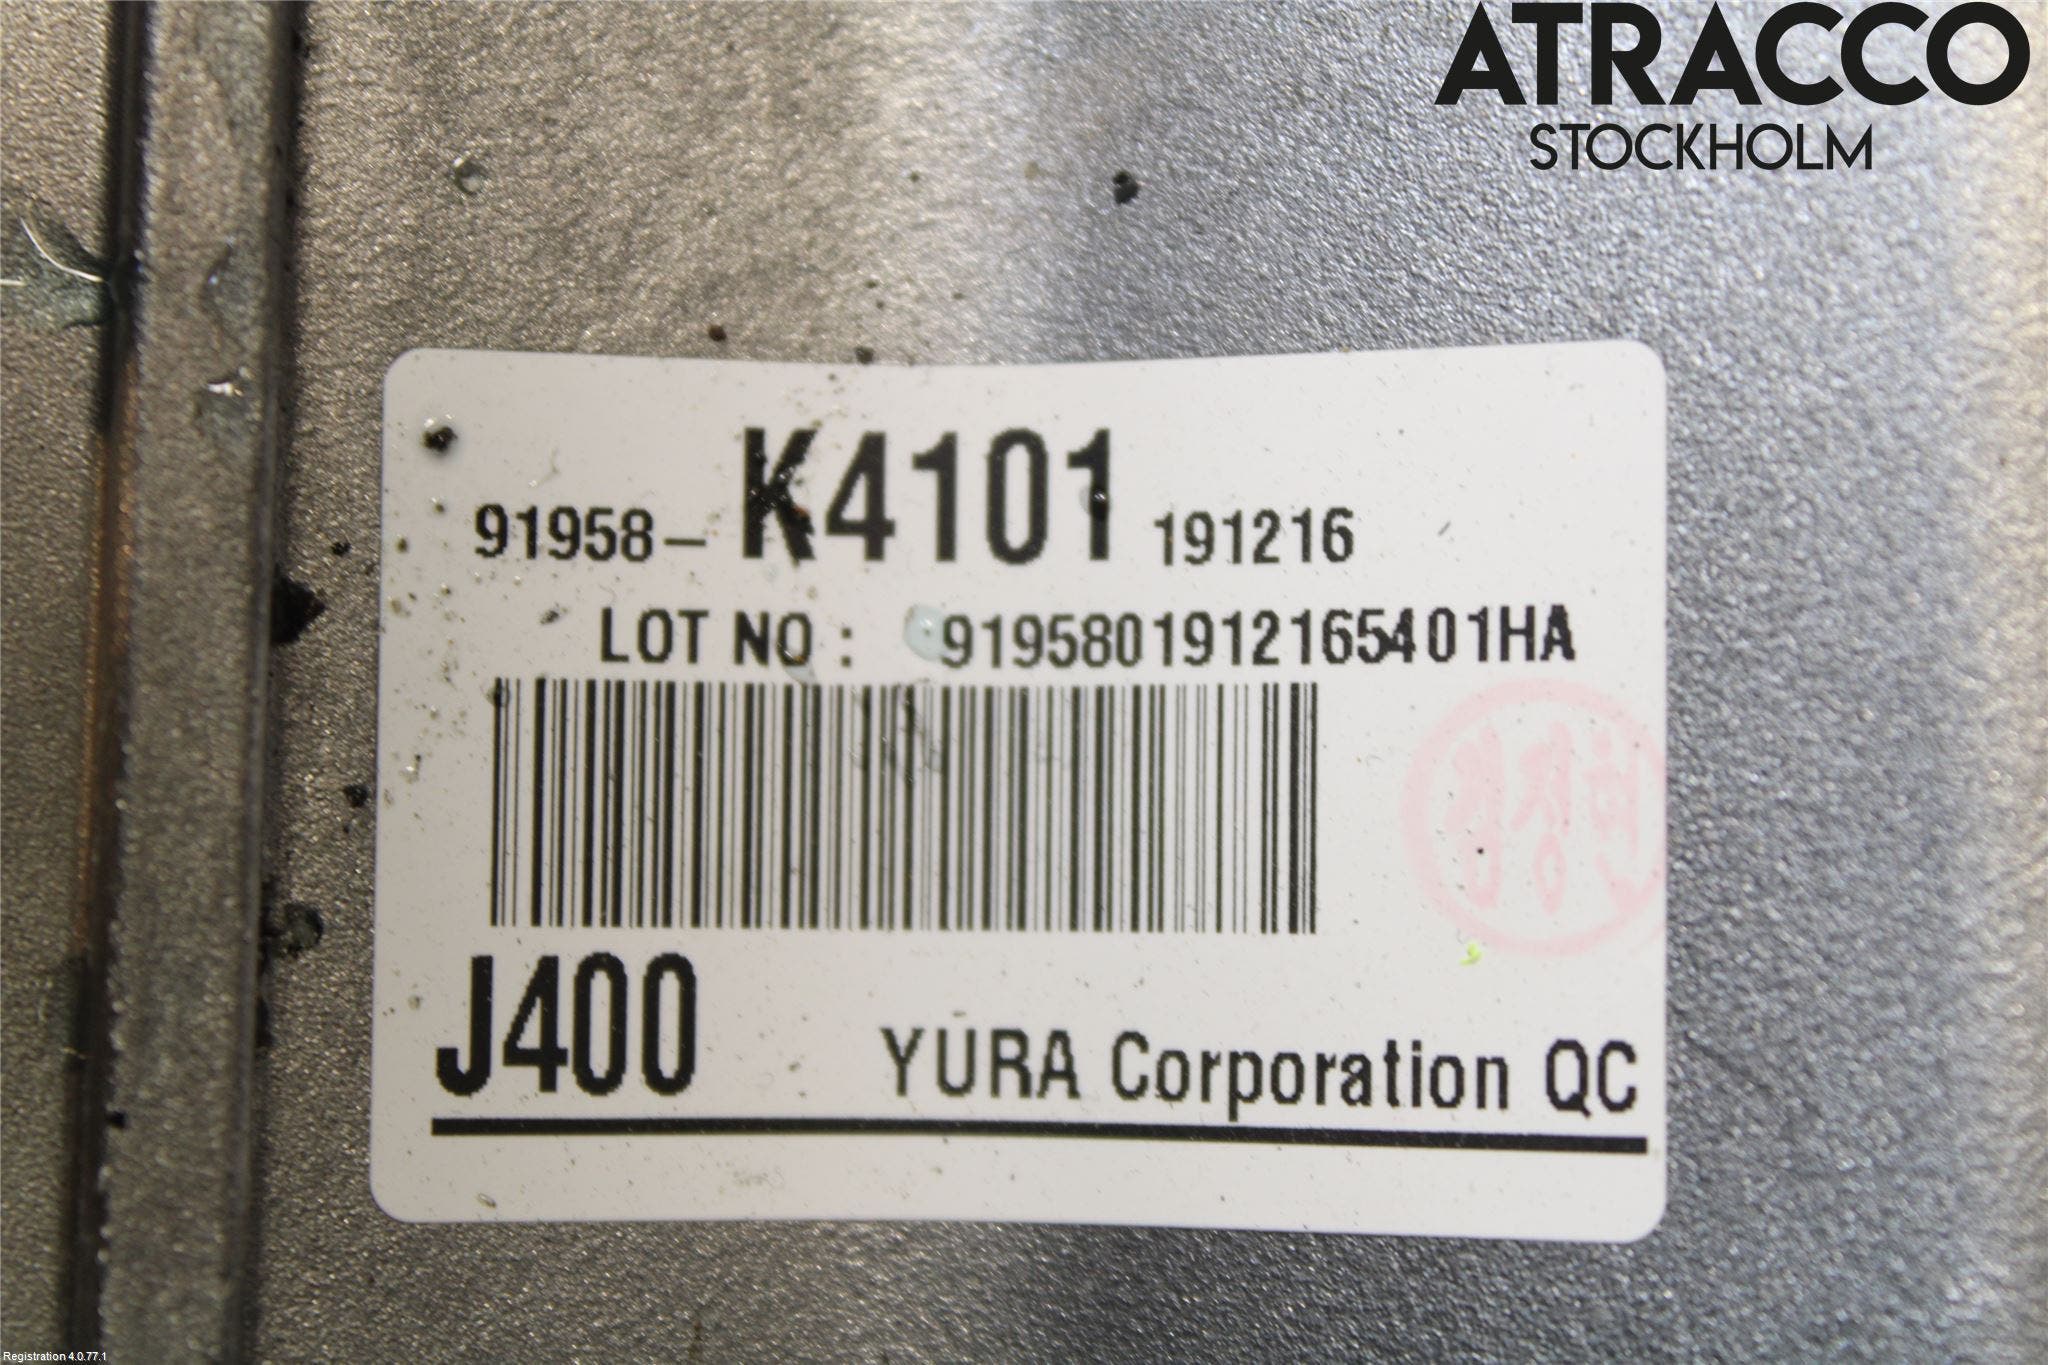 ATRACCO
STOCKHOLM
91958- K4101 191216
LOT NO : 9195801912165401HA
J400 YURA Corporation QC
Registration 4.0.77.1